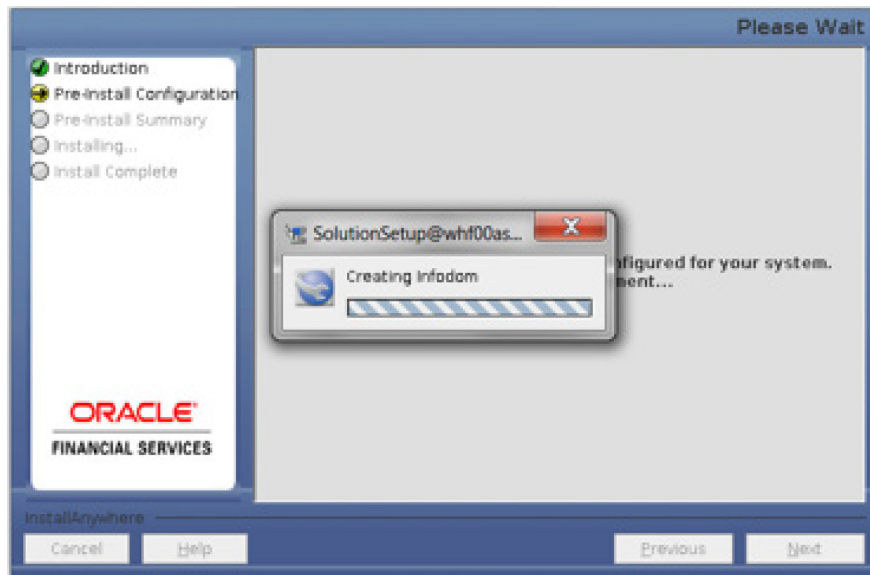 Please Wait
Introduction
Pre-Install Configuration
Pre-Install Summary
Installing...
Install Complete
SolutionSetup@whf00as...
Creating Infodom
nfigured for your system.
ment...
ORACLE
FINANCIAL SERVICES
InstallAnywhere
Cancel
Help
Previous
Next